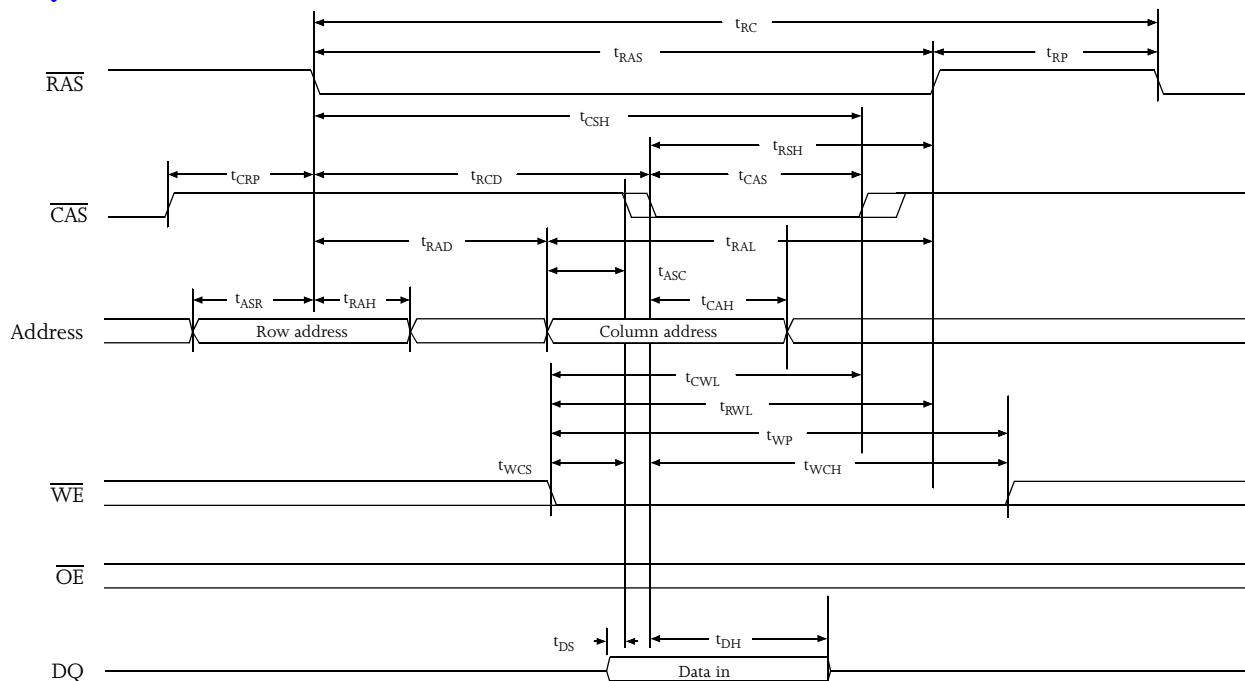 tRC
tRAS
tRP
RAS
tCSH
tRSH
tCRP
tRCD
tCAS
CAS
tRAD
tRAL
tASC
tASR
tRAH
tCAH
Address
Row address
Column address
tCWL
tRWL
tWP
tWCS
tWCH
WE
OE
tDS
tDH
DQ
Data in